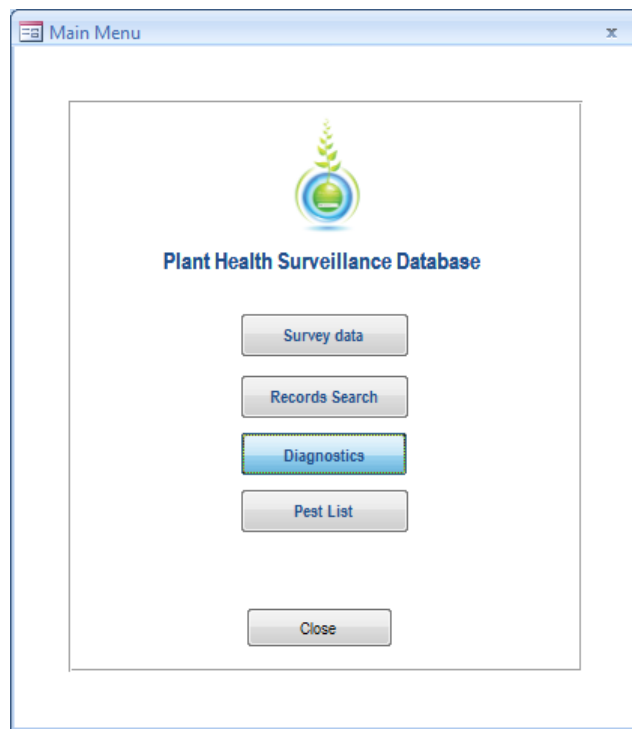 Main Menu
x
Plant Health Surveillance Database
Survey data
Records Search
Diagnostics
Pest List
Close